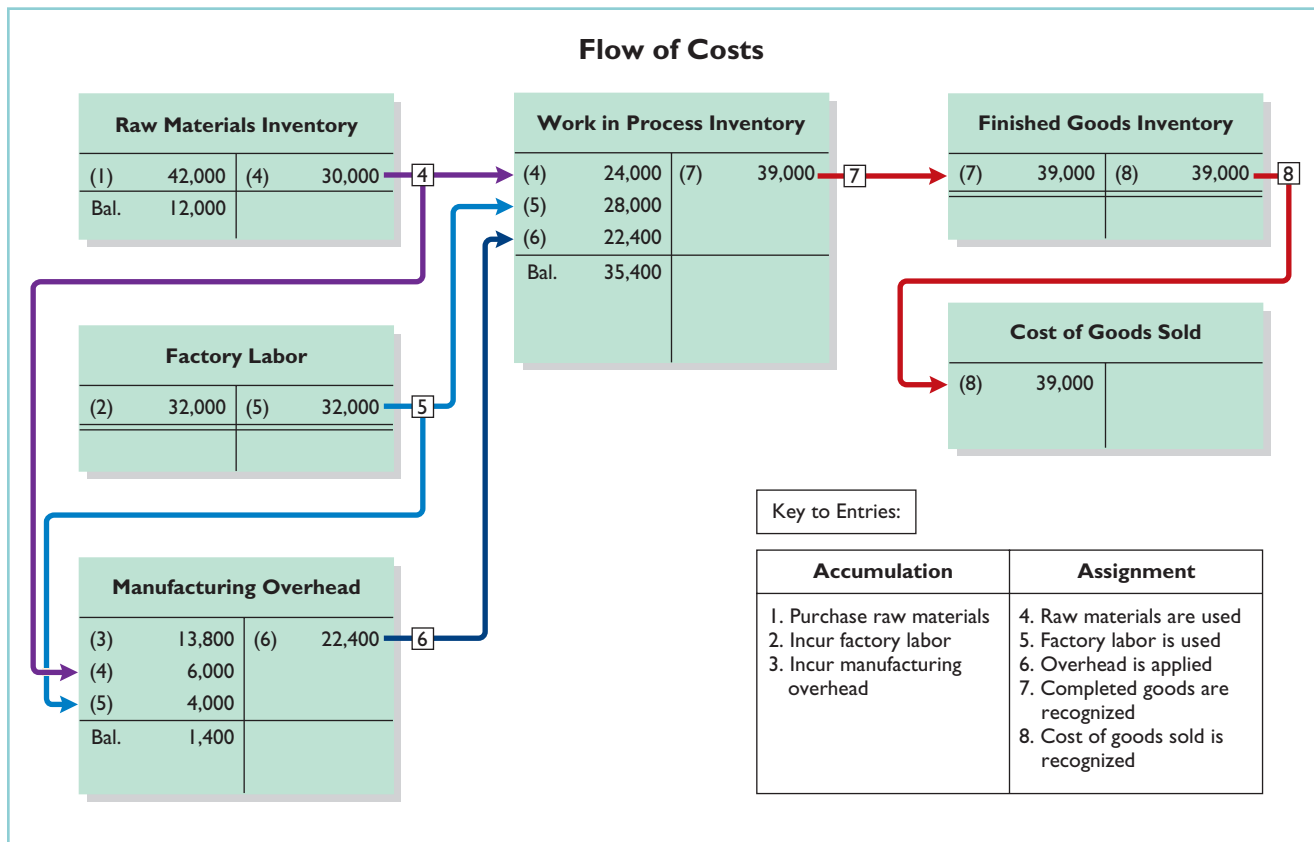 Flow of Costs
Raw Materials Inventory
(1) 42,000 (4) 30,000
Bal. 12,000
4
Work in Process Inventory
(4) 24,000 (7) 39,000
(5) 28,000
(6) 22,400
Bal. 35,400
7
Finished Goods Inventory
(7) 39,000 (8) 39,000
8
Cost of Goods Sold
(8) 39,000
Factory Labor
(2) 32,000 (5) 32,000
5
Manufacturing Overhead
(3) 13,800 (6) 22,400
(4) 6,000
(5) 4,000
Bal. 1,400
6
Key to Entries:
Accumulation
1. Purchase raw materials
2. Incur factory labor
3. Incur manufacturing
overhead
Assignment
4. Raw materials are used
5. Factory labor is used
6. Overhead is applied
7. Completed goods are
recognized
8. Cost of goods sold is
recognized